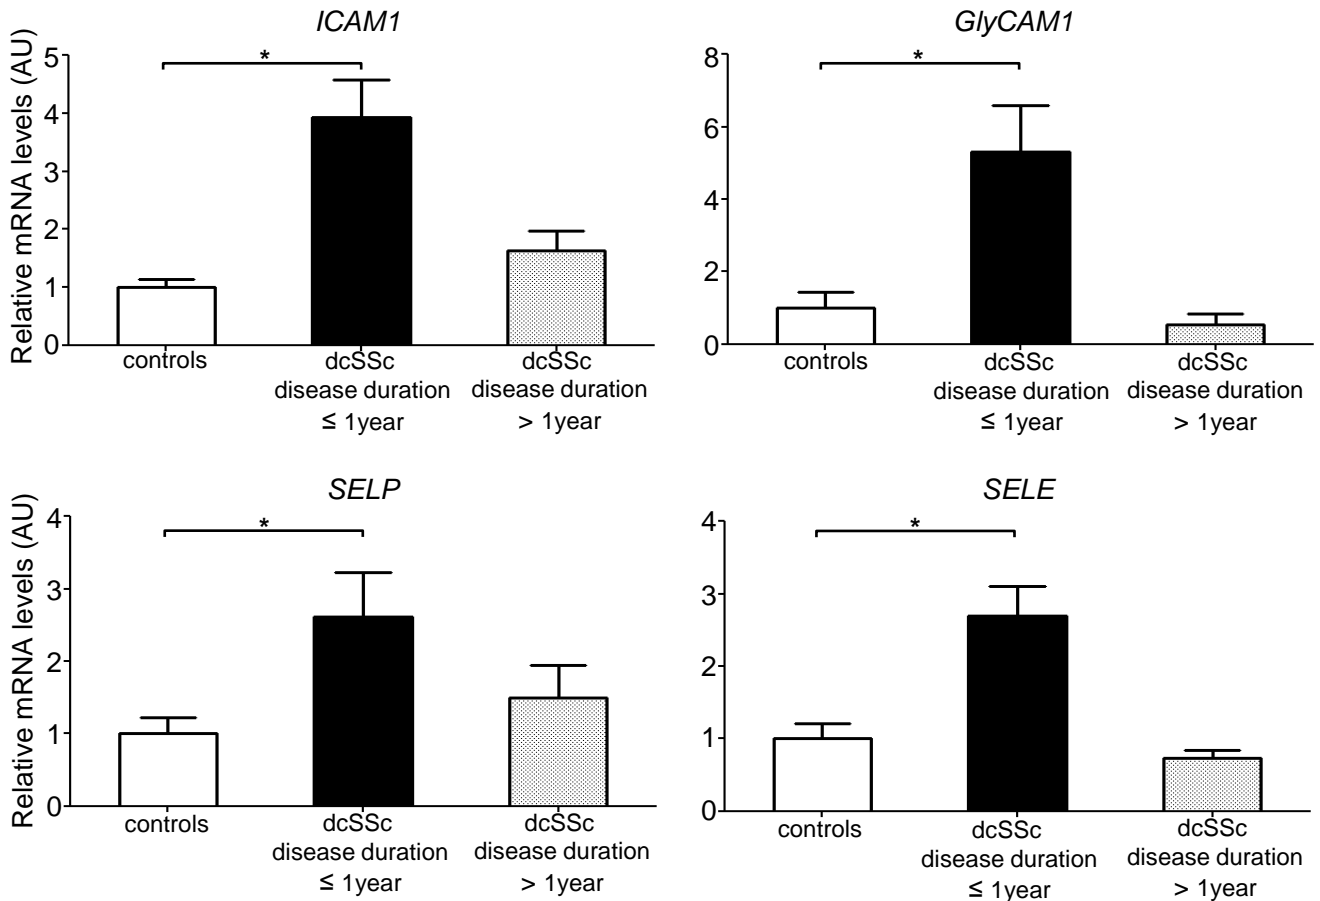 ICAM1
Relative mRNA levels (AU)
5
4
3
2
1
0
*
controls
dcSSc
disease duration
≤ 1year
dcSSc
disease duration
> 1year
GlyCAM1
8
6
4
2
0
*
controls
dcSSc
disease duration
≤ 1year
dcSSc
disease duration
> 1year
SELP
Relative mRNA levels (AU)
4
3
2
1
0
*
controls
dcSSc
disease duration
≤ 1year
dcSSc
disease duration
> 1year
SELE
4
3
2
1
0
*
controls
dcSSc
disease duration
≤ 1year
dcSSc
disease duration
> 1year